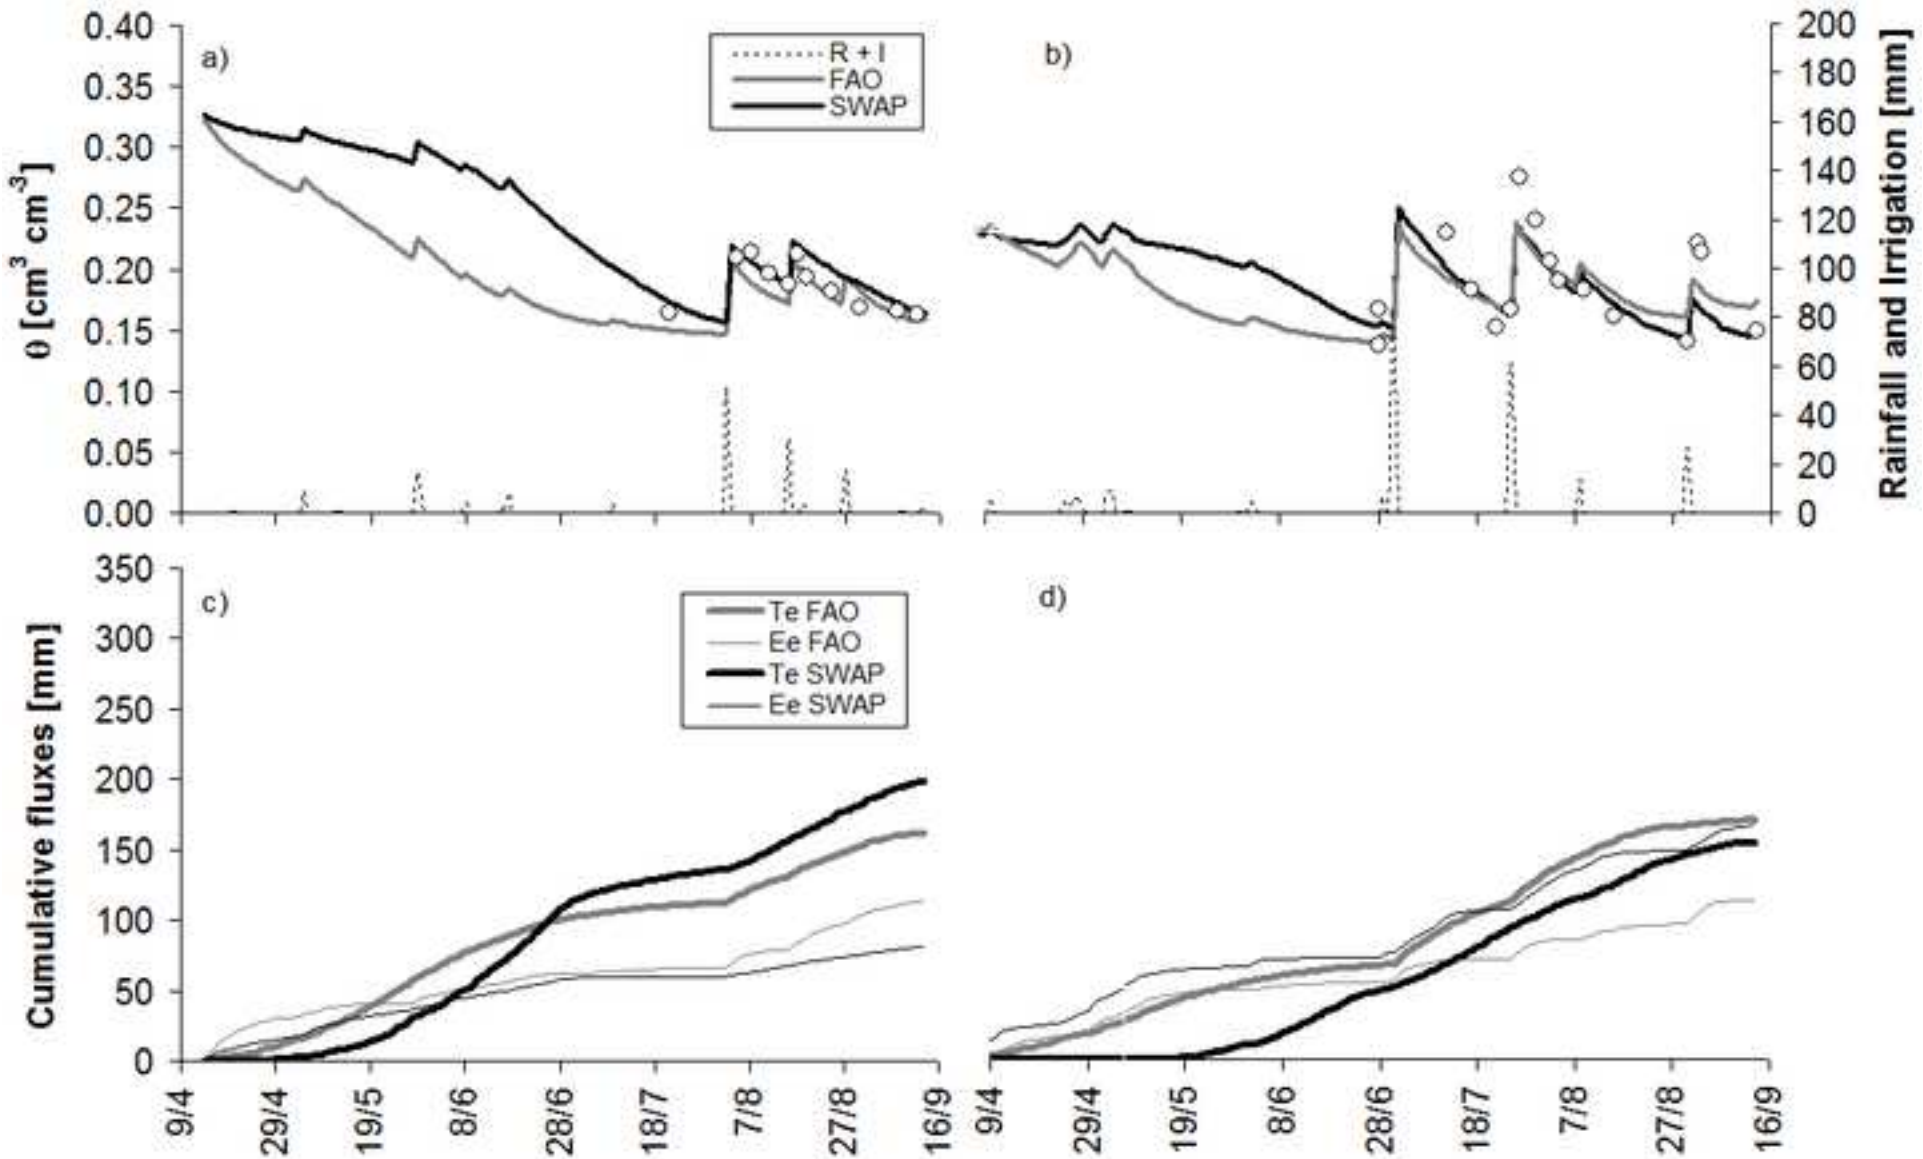 a)
R + I
FAO
SWAP
b)
θ [cm³ cm⁻³]
0.40
0.35
0.30
0.25
0.20
0.15
0.10
0.05
0.00
200
180
160
140
120
100
80
60
40
20
0
Rainfall and Irrigation [mm]
c)
Te FAO
Ee FAO
Te SWAP
Ee SWAP
d)
Cumulative fluxes [mm]
350
300
250
200
150
100
50
0
9/4 29/4 19/5 8/6 28/6 18/7 7/8 27/8 16/9
9/4 29/4 19/5 8/6 28/6 18/7 7/8 27/8 16/9